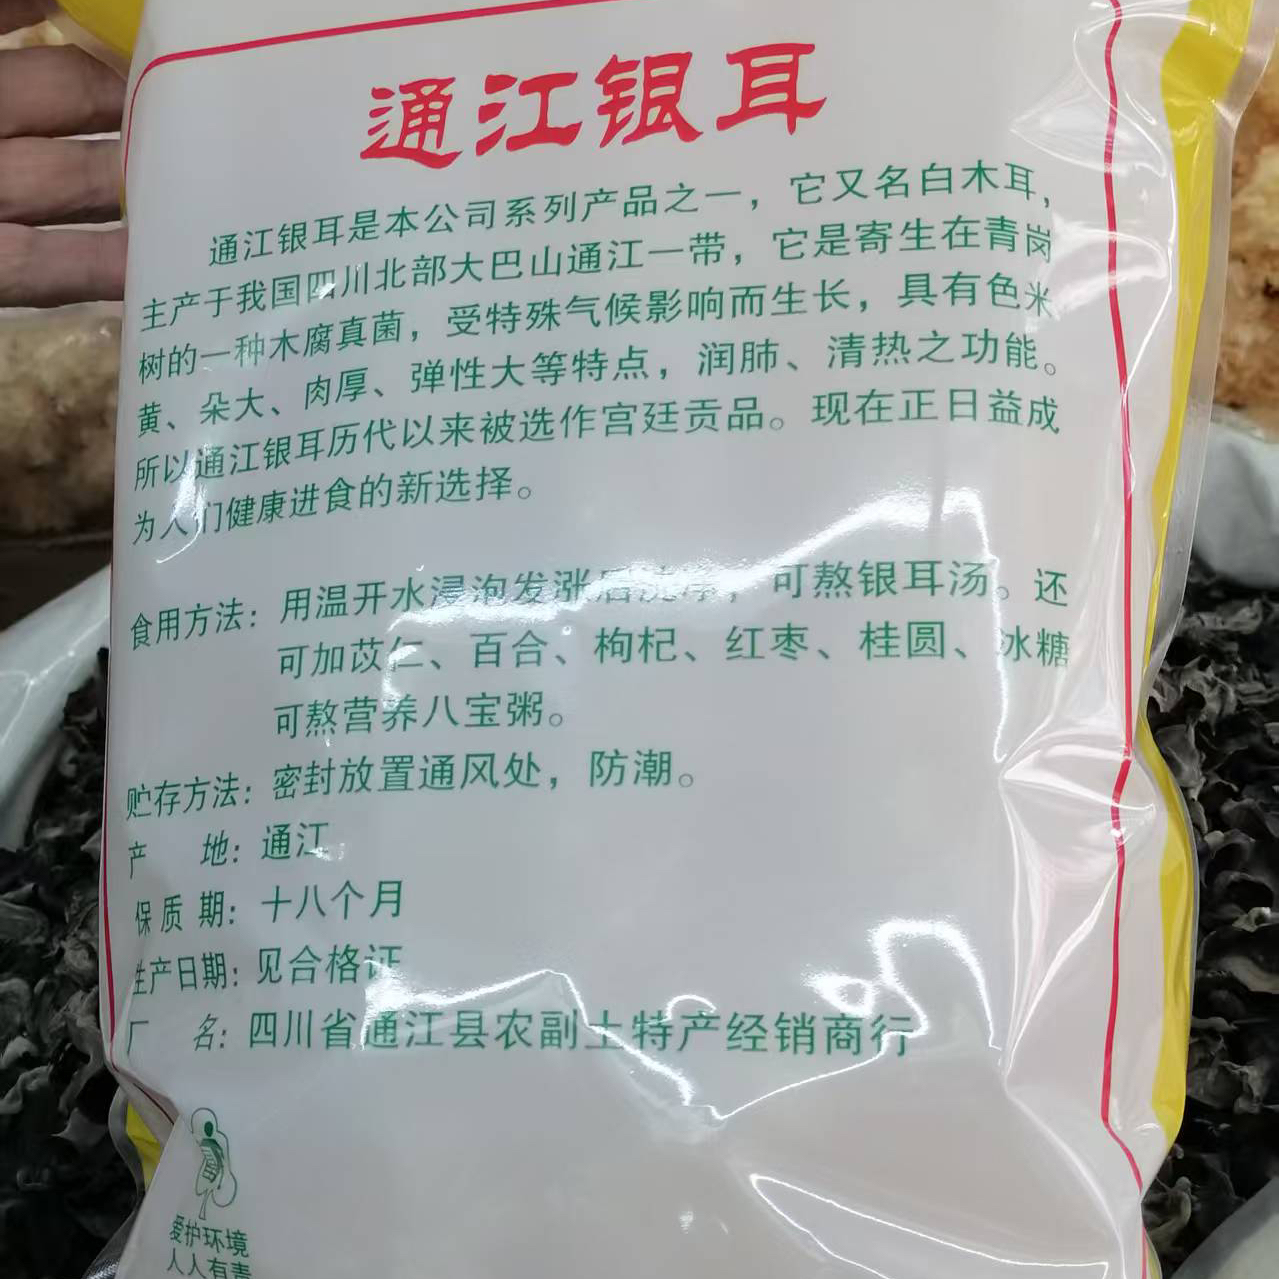 通江银耳
通江银耳是本公司系列产品之一，它又名白木耳，
主产于我国四川北部大巴山通江一带，它是寄生在青岗
树的一种木腐真菌，受特殊气候影响而生长，具有色米
黄、朵大、肉厚、弹性大等特点，润肺、清热之功能。
所以通江银耳历代以来被选作宫廷贡品。现在正日益成
为人们健康进食的新选择。
食用方法：用温开水浸泡发涨后洗净，可熬银耳汤。还
可加苡仁、百合、枸杞、红枣、桂圆、冰糖
可熬营养八宝粥。
贮存方法：密封放置通风处，防潮。
产 地：通江
保质期：十八个月
生产日期：见合格证
厂 名：四川省通江县农副土特产经销商行
爱护环境
人人有责